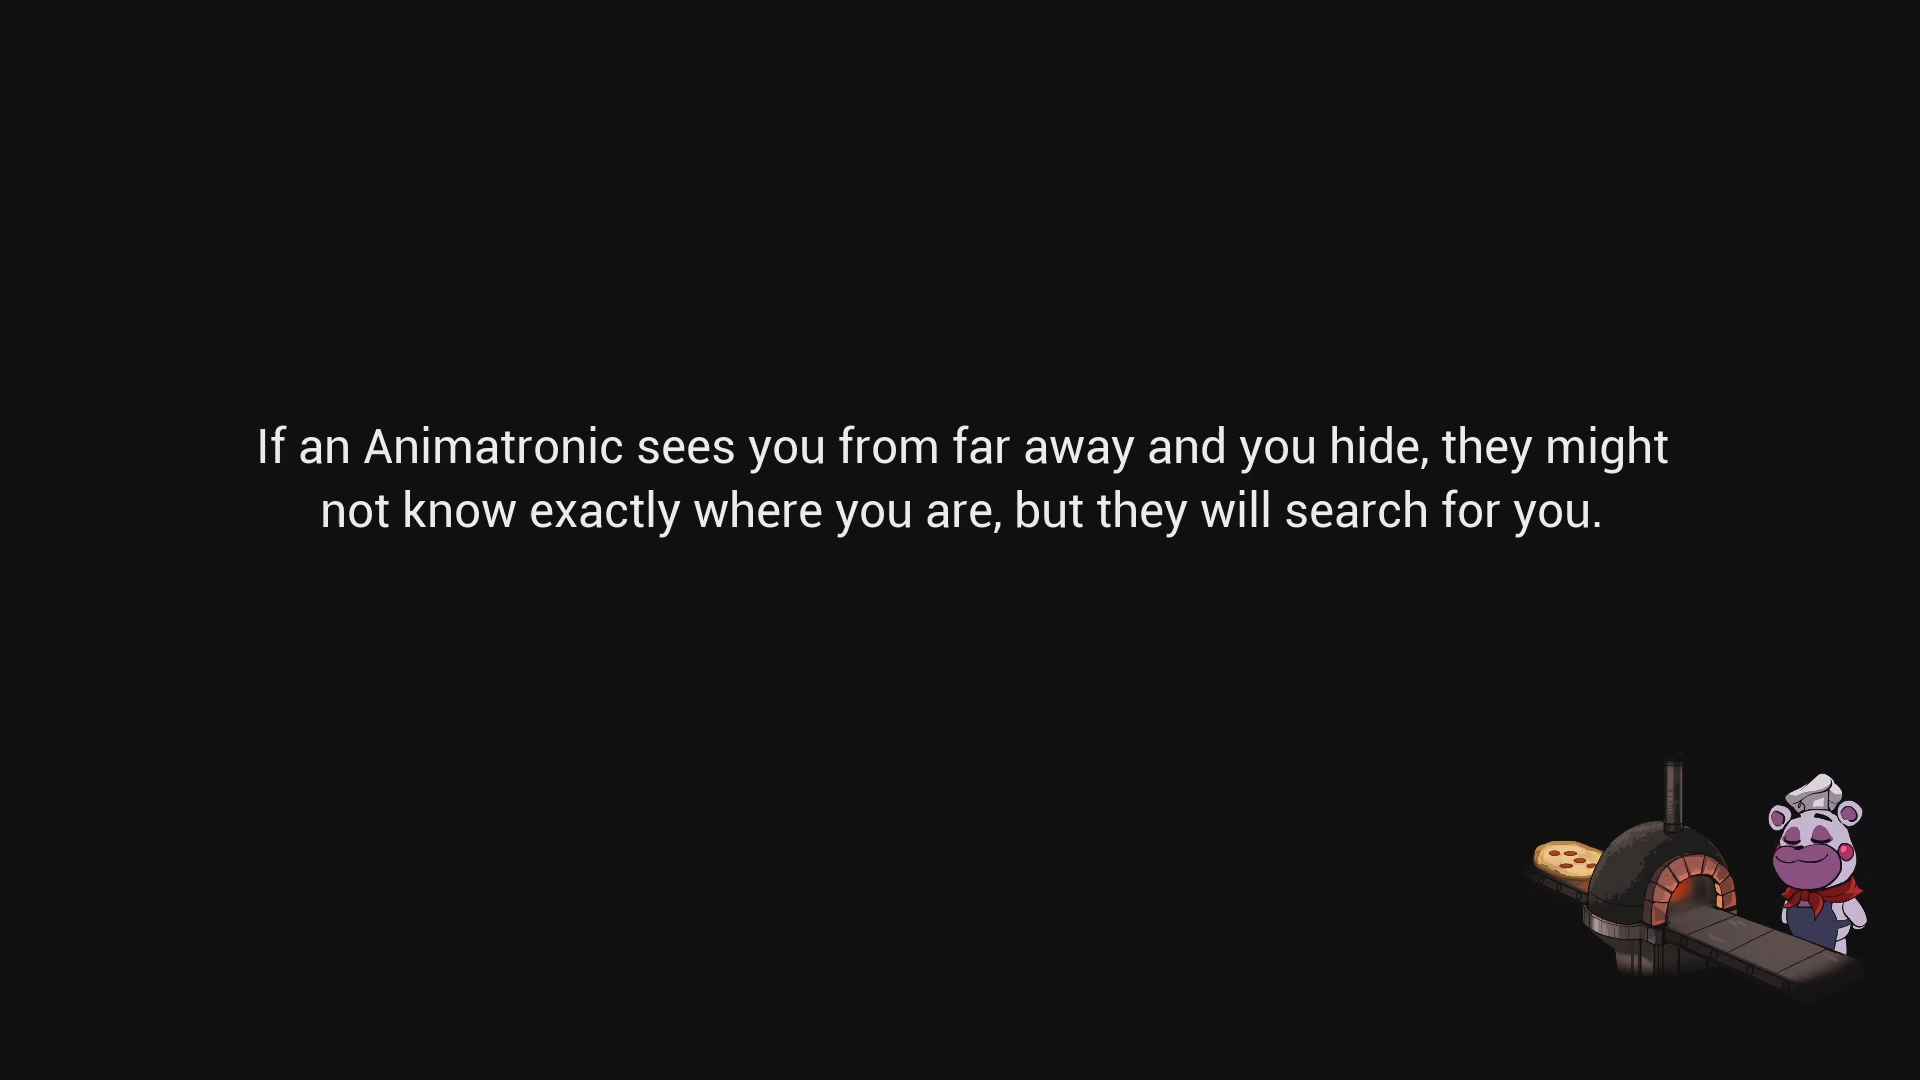 If an Animatronic sees you from far away and you hide, they might
not know exactly where you are, but they will search for you.